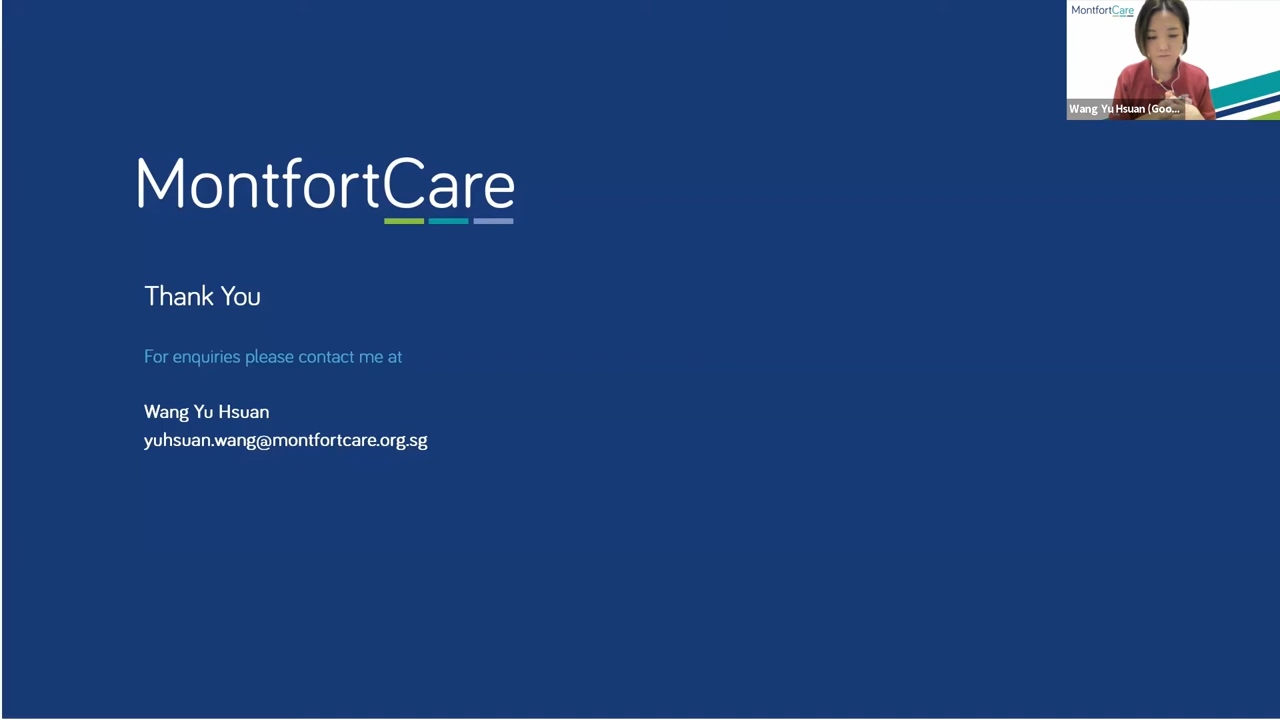 MontfortCare
Wang Yu Hsuan (Goo...
MontfortCare
Thank You
For enquiries please contact me at
Wang Yu Hsuan
yuhsuan.wang@montfortcare.org.sg